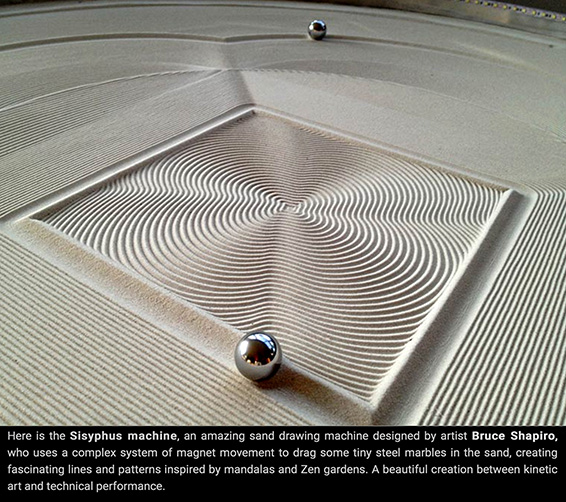 Here is the Sisyphus machine, an amazing sand drawing machine designed by artist Bruce Shapiro,
who uses a complex system of magnet movement to drag some tiny steel marbles in the sand, creating
fascinating lines and patterns inspired by mandalas and Zen gardens. A beautiful creation between kinetic
art and technical performance.